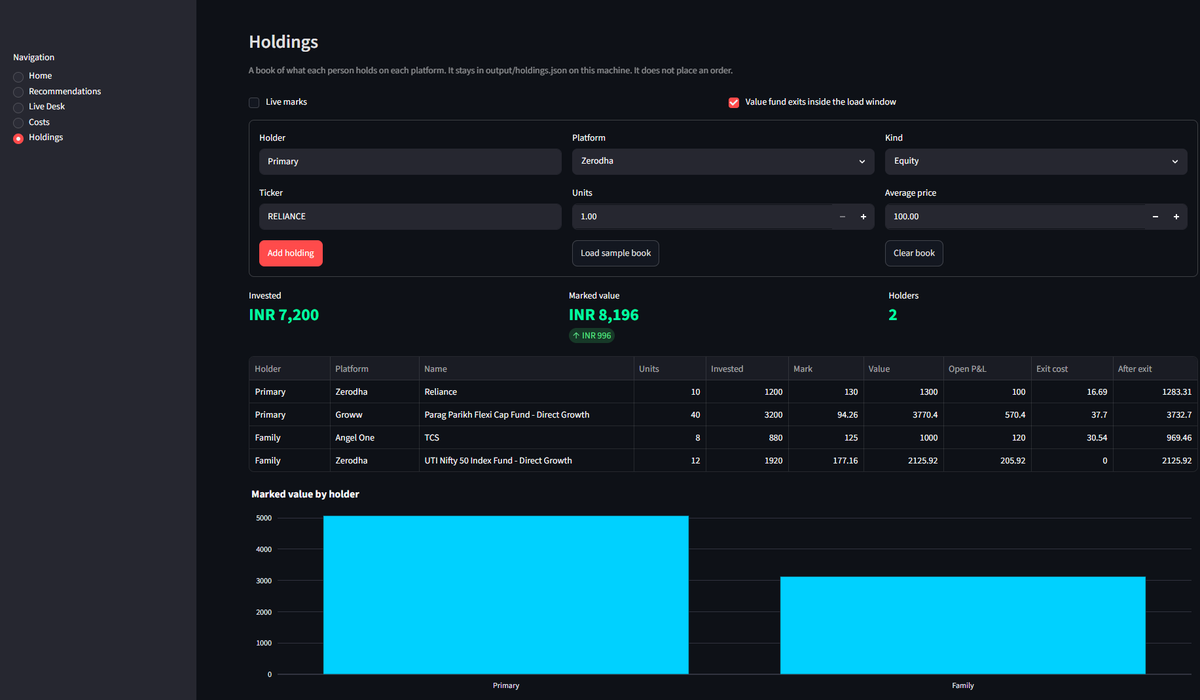 Navigation
Home
Recommendations
Live Desk
Costs
Holdings
Holdings
A book of what each person holds on each platform. It stays in output/holdings.json on this machine. It does not place an order.
Live marks
Value fund exits inside the load window
Holder Platform Kind
Primary Zerodha Equity
Ticker Units Average price
RELIANCE 1.00 − + 100.00 − +
Add holding Load sample book Clear book
Invested Marked value Holders
INR 7,200 INR 8,196 2
↑ INR 996
Holder Platform Name Units Invested Mark Value Open P&L Exit cost After exit
Primary Zerodha Reliance 10 1200 130 1300 100 16.69 1283.31
Primary Groww Parag Parikh Flexi Cap Fund - Direct Growth 40 3200 94.26 3770.4 570.4 37.7 3732.7
Family Angel One TCS 8 880 125 1000 120 30.54 969.46
Family Zerodha UTI Nifty 50 Index Fund - Direct Growth 12 1920 177.16 2125.92 205.92 0 2125.92
Marked value by holder
5000
4000
3000
2000
1000
0
Primary Family